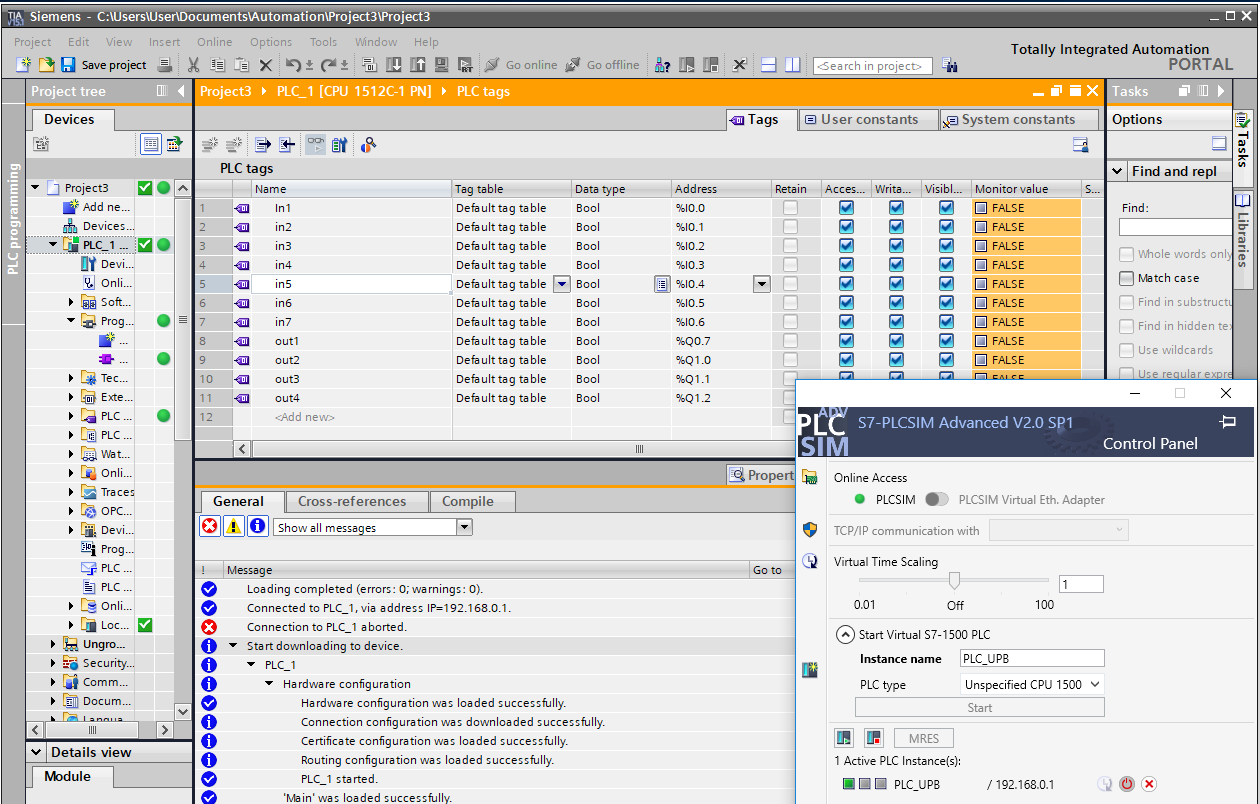 Siemens - C:\Users\User\Documents\Automation\Project3\Project3
Project Edit View Insert Online Options Tools Window Help
Save project Go online Go offline <Search in project>
Totally Integrated Automation
PORTAL
Project tree
Project3 PLC_1 [CPU 1512C-1 PN] PLC tags
Tasks
Devices
Tags User constants System constants
Options
PLC programming
PLC tags
Name Tag table Data type Address Retain Acces... Writa... Visibl... Monitor value S...
1 In1 Default tag table Bool %I0.0 FALSE
2 in2 Default tag table Bool %I0.1 FALSE
3 in3 Default tag table Bool %I0.2 FALSE
4 in4 Default tag table Bool %I0.3 FALSE
5 in5 Default tag table Bool %I0.4 FALSE
6 in6 Default tag table Bool %I0.5 FALSE
7 in7 Default tag table Bool %I0.6 FALSE
8 out1 Default tag table Bool %Q0.7 FALSE
9 out2 Default tag table Bool %Q1.0 FALSE
10 out3 Default tag table Bool %Q1.1 FALSE
11 out4 Default tag table Bool %Q1.2
12 <Add new>
Project3
Add ne...
Devices...
PLC_1 ...
Devi...
Onli...
Soft...
Prog...
...
...
Tec...
Exte...
PLC ...
PLC ...
Wat...
Onli...
Traces
OPC...
Devi...
Prog...
PLC ...
PLC ...
Onli...
Loc...
Ungro...
Security...
Comm...
Docum...
Langua...
Details view
Module
Find and repl
Find:
Whole words only
Match case
Find in substructu
Find in hidden tex
Use wildcards
Use regular expre
Tasks
Libraries
Propert
General Cross-references Compile
Show all messages
! Message Go to
Loading completed (errors: 0; warnings: 0).
Connected to PLC_1, via address IP=192.168.0.1.
Connection to PLC_1 aborted.
Start downloading to device.
PLC_1
Hardware configuration
Hardware configuration was loaded successfully.
Connection configuration was downloaded successfully.
Certificate configuration was loaded successfully.
Routing configuration was loaded successfully.
PLC_1 started.
'Main' was loaded successfully.
ADV
PLC
SIM
S7-PLCSIM Advanced V2.0 SP1
Control Panel
Online Access
PLCSIM PLCSIM Virtual Eth. Adapter
TCP/IP communication with
Virtual Time Scaling
1
0.01 Off 100
Start Virtual S7-1500 PLC
Instance name PLC_UPB
PLC type Unspecified CPU 1500
Start
MRES
1 Active PLC Instance(s):
PLC_UPB / 192.168.0.1